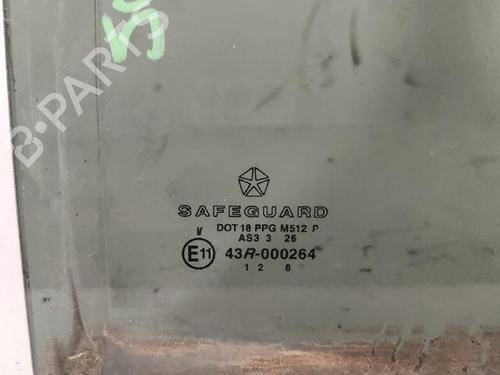 B-PARTS
SAFEGUARD
V DOT 18 PPG M512 P
AS3 3 26
E11 43R-000264
1 2 8